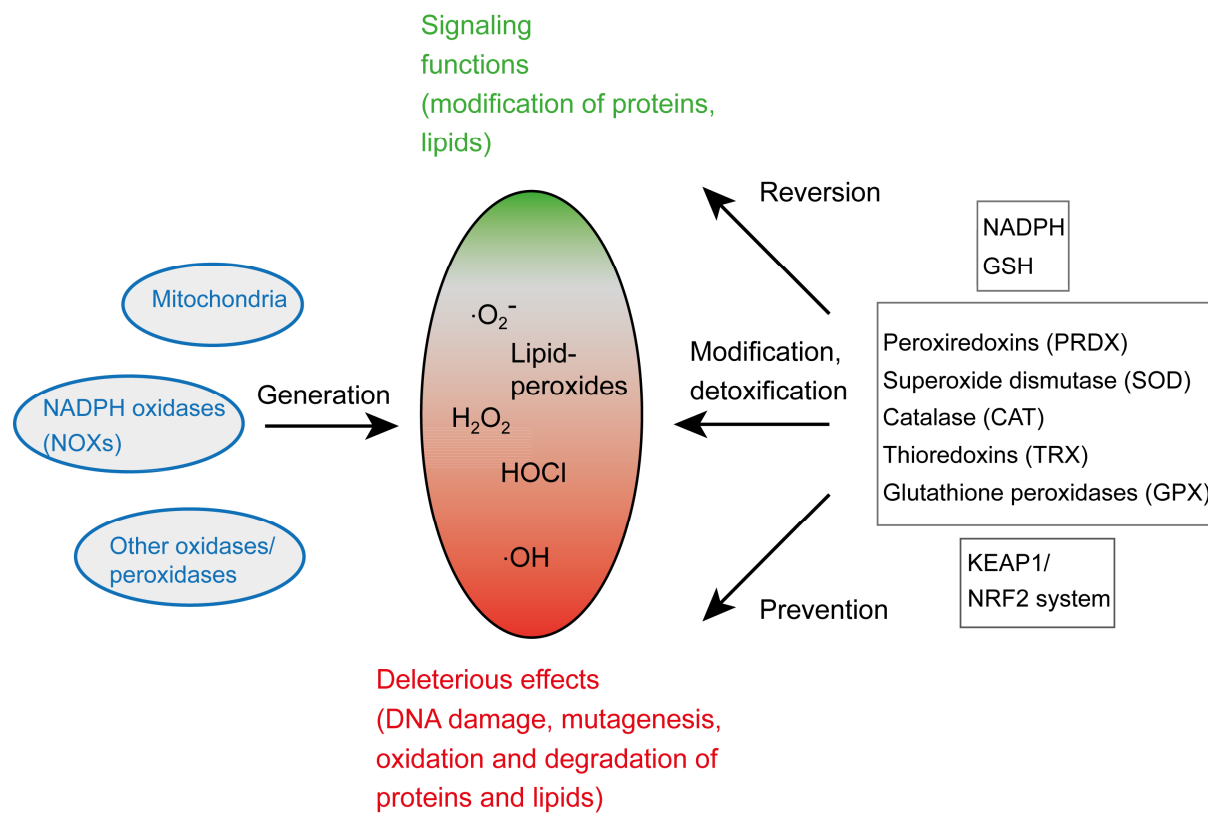 Signaling
functions
(modification of proteins,
lipids)
Mitochondria
NADPH oxidases
(NOXs)
Other oxidases/
peroxidases
Generation
·O₂⁻
Lipid-
peroxides
H₂O₂
HOCl
·OH
Reversion
Modification,
detoxification
Prevention
NADPH
GSH
Peroxiredoxins (PRDX)
Superoxide dismutase (SOD)
Catalase (CAT)
Thioredoxins (TRX)
Glutathione peroxidases (GPX)
KEAP1/
NRF2 system
Deleterious effects
(DNA damage, mutagenesis,
oxidation and degradation of
proteins and lipids)